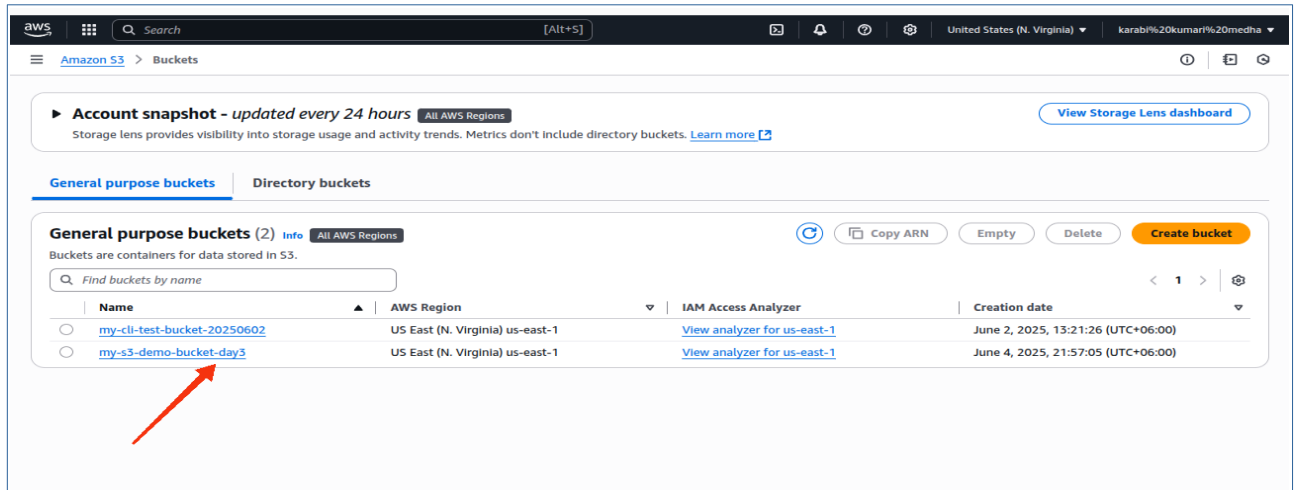 aws Search [Alt+S] United States (N. Virginia) karabi%20kumari%20medha
Amazon S3 > Buckets
Account snapshot - updated every 24 hours All AWS Regions View Storage Lens dashboard
Storage lens provides visibility into storage usage and activity trends. Metrics don't include directory buckets. Learn more
General purpose buckets Directory buckets
General purpose buckets (2) Info All AWS Regions Copy ARN Empty Delete Create bucket
Buckets are containers for data stored in S3.
Find buckets by name < 1 >
Name AWS Region IAM Access Analyzer Creation date
my-cli-test-bucket-20250602 US East (N. Virginia) us-east-1 View analyzer for us-east-1 June 2, 2025, 13:21:26 (UTC+06:00)
my-s3-demo-bucket-day3 US East (N. Virginia) us-east-1 View analyzer for us-east-1 June 4, 2025, 21:57:05 (UTC+06:00)